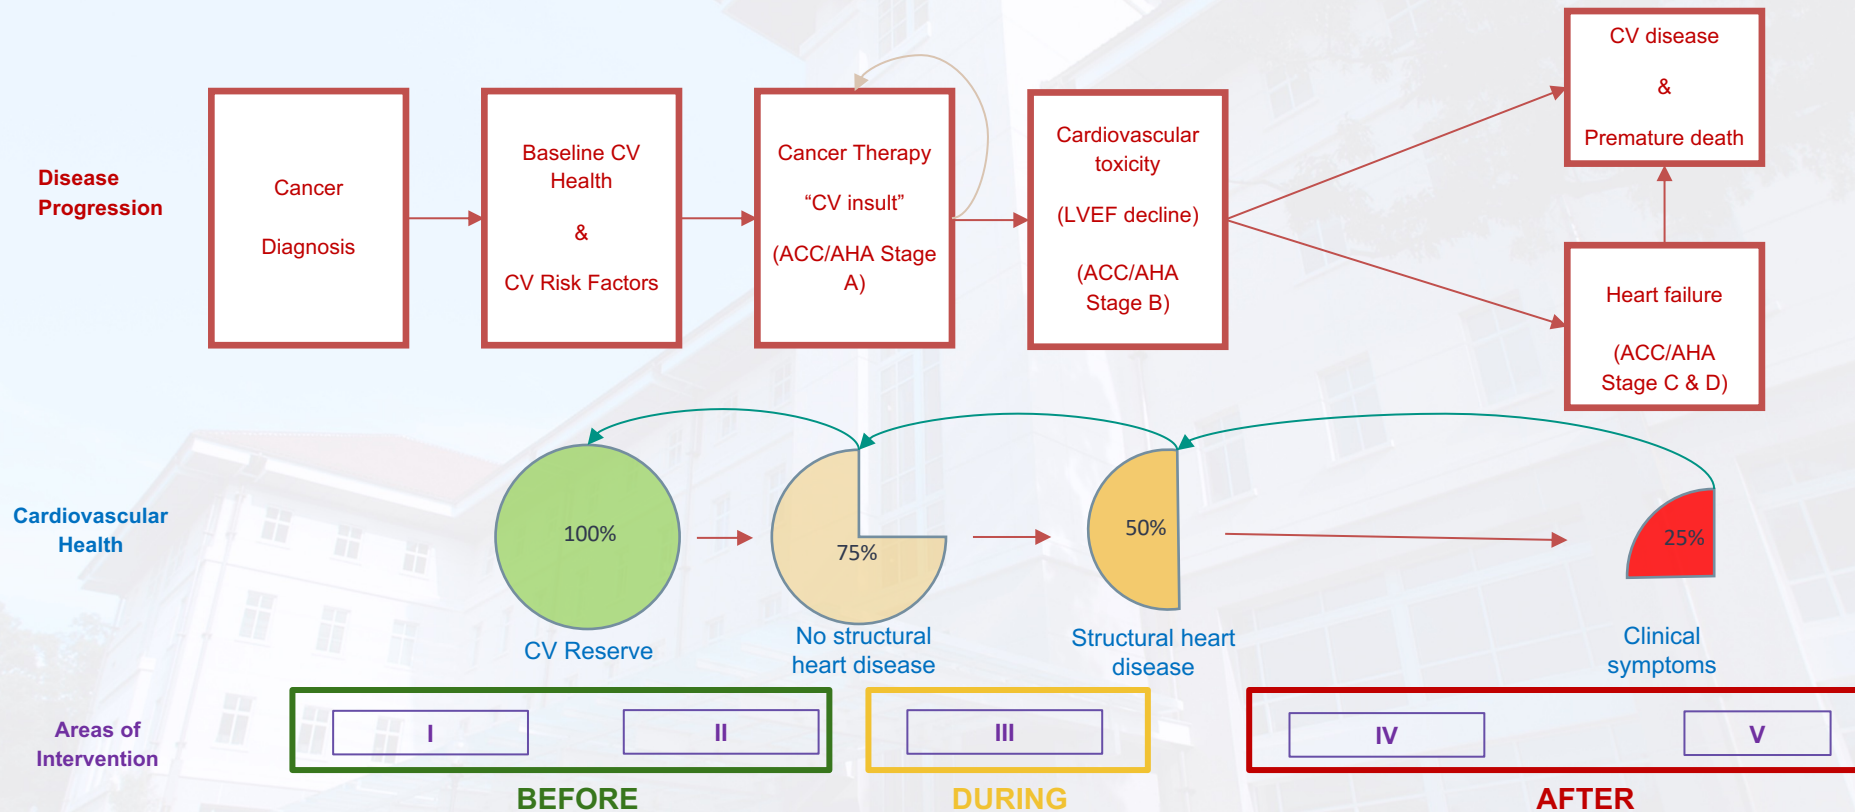 Disease
Progression
Cancer
Diagnosis
Baseline CV
Health
&
CV Risk Factors
Cancer Therapy
“CV insult”
(ACC/AHA Stage
A)
Cardiovascular
toxicity
(LVEF decline)
(ACC/AHA
Stage B)
CV disease
&
Premature death
Heart failure
(ACC/AHA
Stage C & D)
Cardiovascular
Health
100%
75%
50%
25%
CV Reserve
No structural
heart disease
Structural heart
disease
Clinical
symptoms
Areas of
Intervention
I
II
III
IV
V
BEFORE
DURING
AFTER